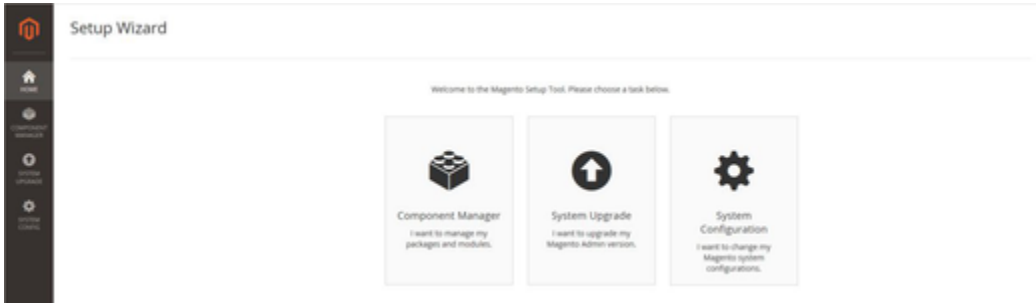 Setup Wizard
HOME
COMPONENT
MANAGER
SYSTEM
UPGRADE
SYSTEM
CONFIG
Welcome to the Magento Setup Tool. Please choose a task below.
Component Manager
I want to manage my
packages and modules.
System Upgrade
I want to upgrade my
Magento Admin version.
System
Configuration
I want to change my
Magento system
configurations.